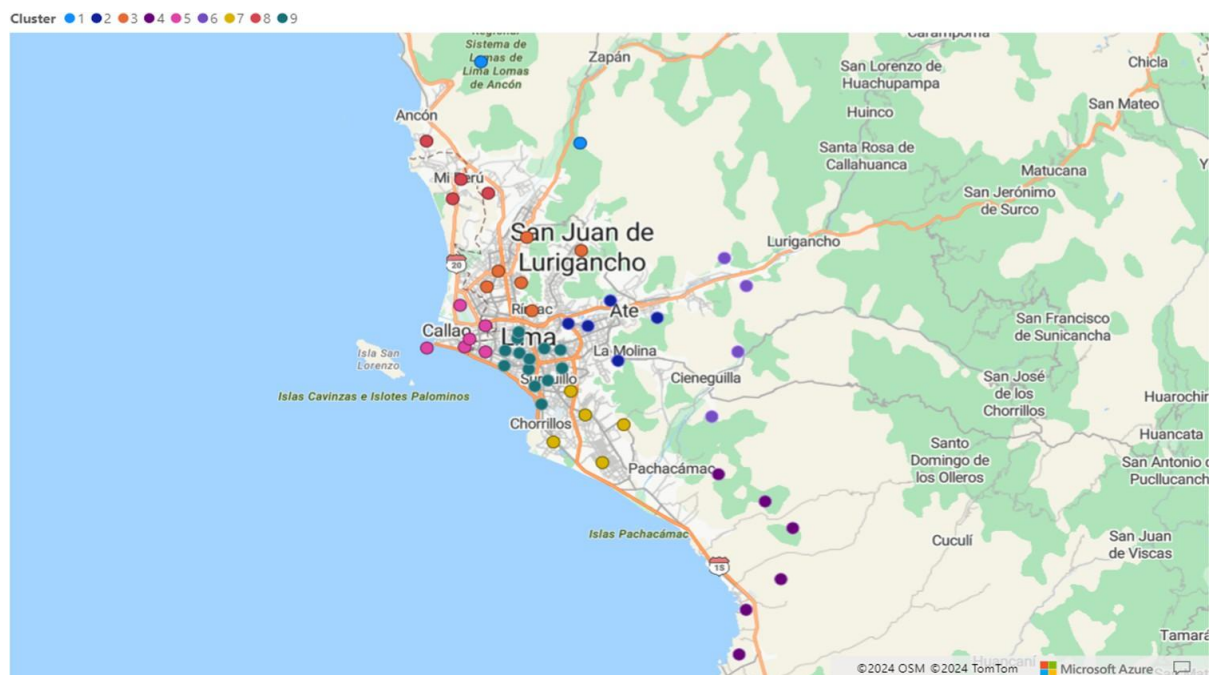 Cluster 1 2 3 4 5 6 7 8 9
Regional
Sistema de
Lomas de
Lima Lomas
de Ancón
Zapán
Carampoma
San Lorenzo de
Huachupampa
Chicla
San Mateo
Ancón
Huinco
Santa Rosa de
Callahuanca
Matucana
Mi Perú
San Jerónimo
de Surco
San Juan de
Lurigancho
Lurigancho
20
Rímac
Ate
San Francisco
de Sunicancha
Callao
Lima
La Molina
Isla San
Lorenzo
Surquillo
Cieneguilla
San José
de los
Chorrillos
Islas Cavinzas e Islotes Palominos
Huarochir
Chorrillos
Huancata
Santo
Domingo de
los Olleros
Pachacámac
San Antonio d
Pucllucanch
Islas Pachacámac
Cuculí
San Juan
de Viscas
15
Tamará
Huancaní
©2024 OSM ©2024 TomTom
Microsoft Azure